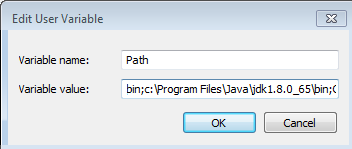 Edit User Variable
Variable name: Path
Variable value: bin;c:\Program Files\Java\jdk1.8.0_65\bin;
OK Cancel